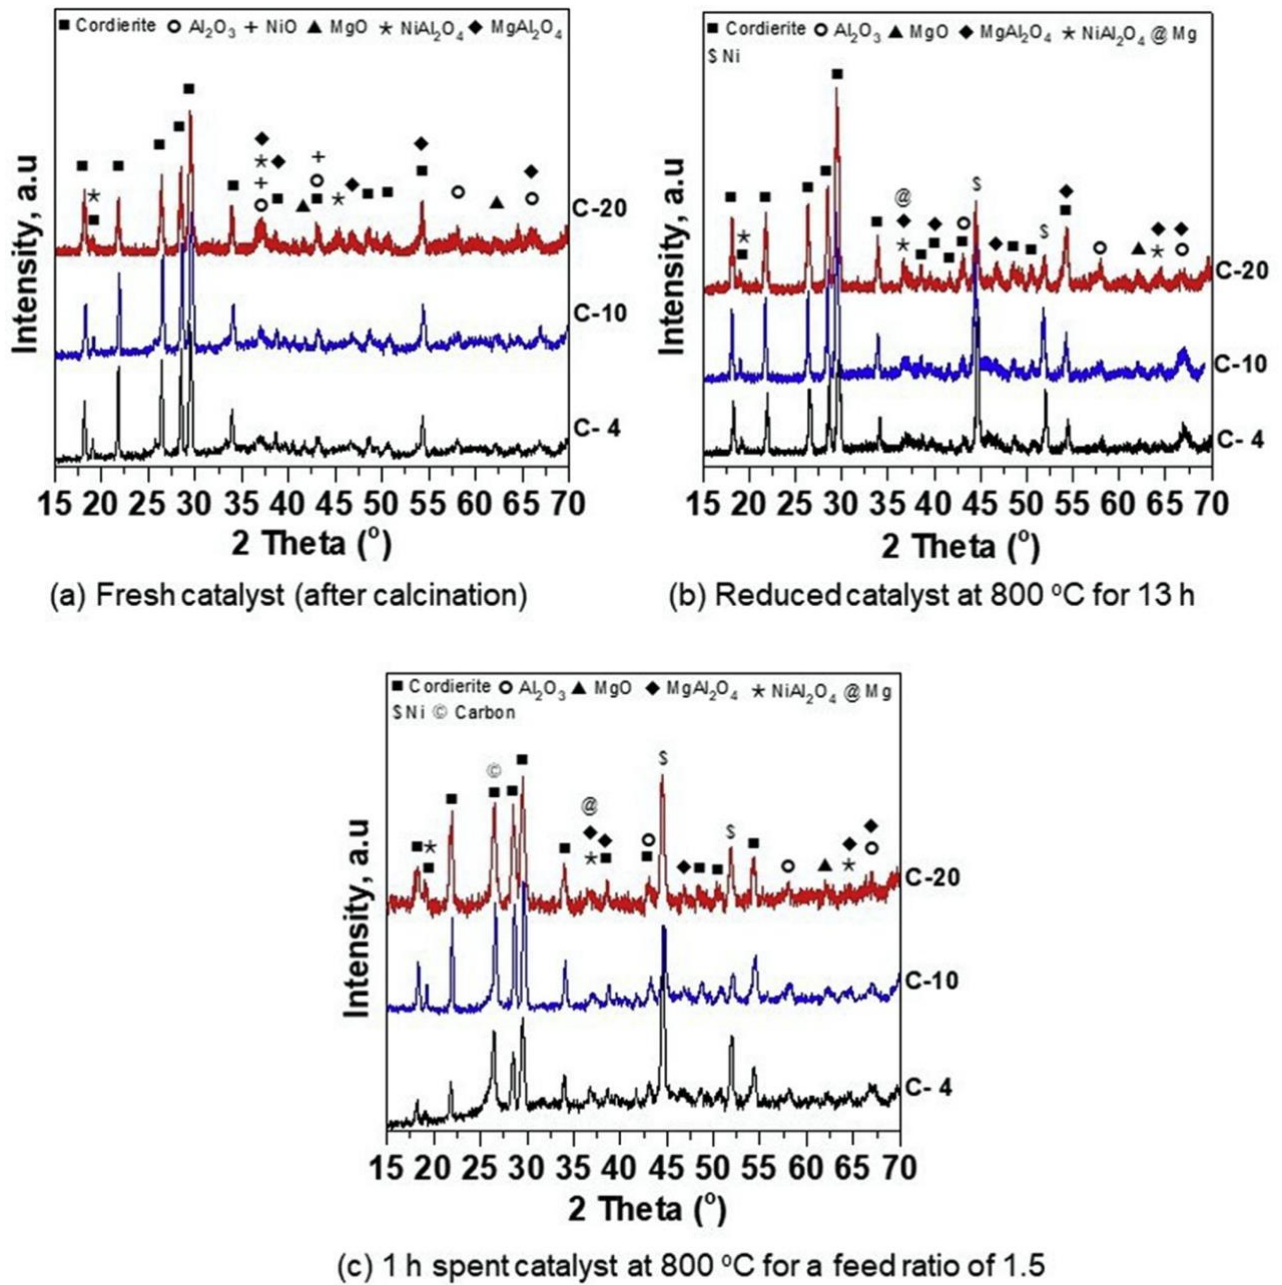 ■ Cordierite ○ Al₂O₃ + NiO ▲ MgO ✶ NiAl₂O₄ ◆ MgAl₂O₄
Intensity, a.u
C-20
C-10
C- 4
15 20 25 30 35 40 45 50 55 60 65 70
2 Theta (°)
(a) Fresh catalyst (after calcination)
■ Cordierite ○ Al₂O₃ ▲ MgO ◆ MgAl₂O₄ ✶ NiAl₂O₄ @ Mg
$ Ni
Intensity, a.u
@
$
$
C-20
C-10
C- 4
15 20 25 30 35 40 45 50 55 60 65 70
2 Theta (°)
(b) Reduced catalyst at 800 °C for 13 h
■ Cordierite ○ Al₂O₃ ▲ MgO ◆ MgAl₂O₄ ✶ NiAl₂O₄ @ Mg
$ Ni © Carbon
Intensity, a.u
©
@
$
$
C-20
C-10
C- 4
15 20 25 30 35 40 45 50 55 60 65 70
2 Theta (°)
(c) 1 h spent catalyst at 800 °C for a feed ratio of 1.5